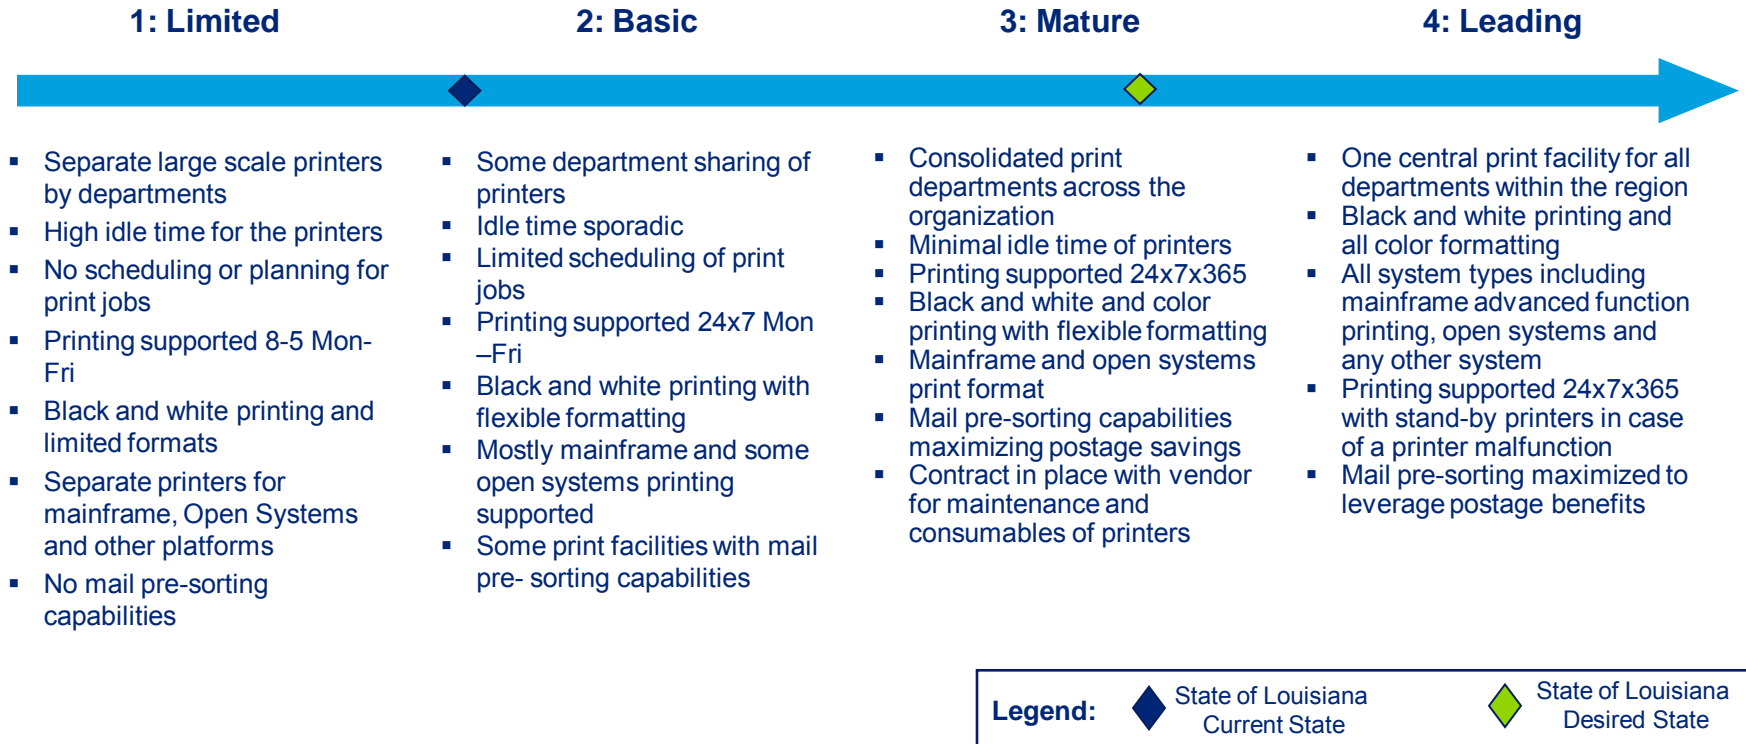 1: Limited
2: Basic
3: Mature
4: Leading
▪ Separate large scale printers
by departments
▪ High idle time for the printers
▪ No scheduling or planning for
print jobs
▪ Printing supported 8-5 Mon-
Fri
▪ Black and white printing and
limited formats
▪ Separate printers for
mainframe, Open Systems
and other platforms
▪ No mail pre-sorting
capabilities
▪ Some department sharing of
printers
▪ Idle time sporadic
▪ Limited scheduling of print
jobs
▪ Printing supported 24x7 Mon
–Fri
▪ Black and white printing with
flexible formatting
▪ Mostly mainframe and some
open systems printing
supported
▪ Some print facilities with mail
pre- sorting capabilities
▪ Consolidated print
departments across the
organization
▪ Minimal idle time of printers
▪ Printing supported 24x7x365
▪ Black and white and color
printing with flexible formatting
▪ Mainframe and open systems
print format
▪ Mail pre-sorting capabilities
maximizing postage savings
▪ Contract in place with vendor
for maintenance and
consumables of printers
▪ One central print facility for all
departments within the region
▪ Black and white printing and
all color formatting
▪ All system types including
mainframe advanced function
printing, open systems and
any other system
▪ Printing supported 24x7x365
with stand-by printers in case
of a printer malfunction
▪ Mail pre-sorting maximized to
leverage postage benefits
Legend:
State of Louisiana
Current State
State of Louisiana
Desired State